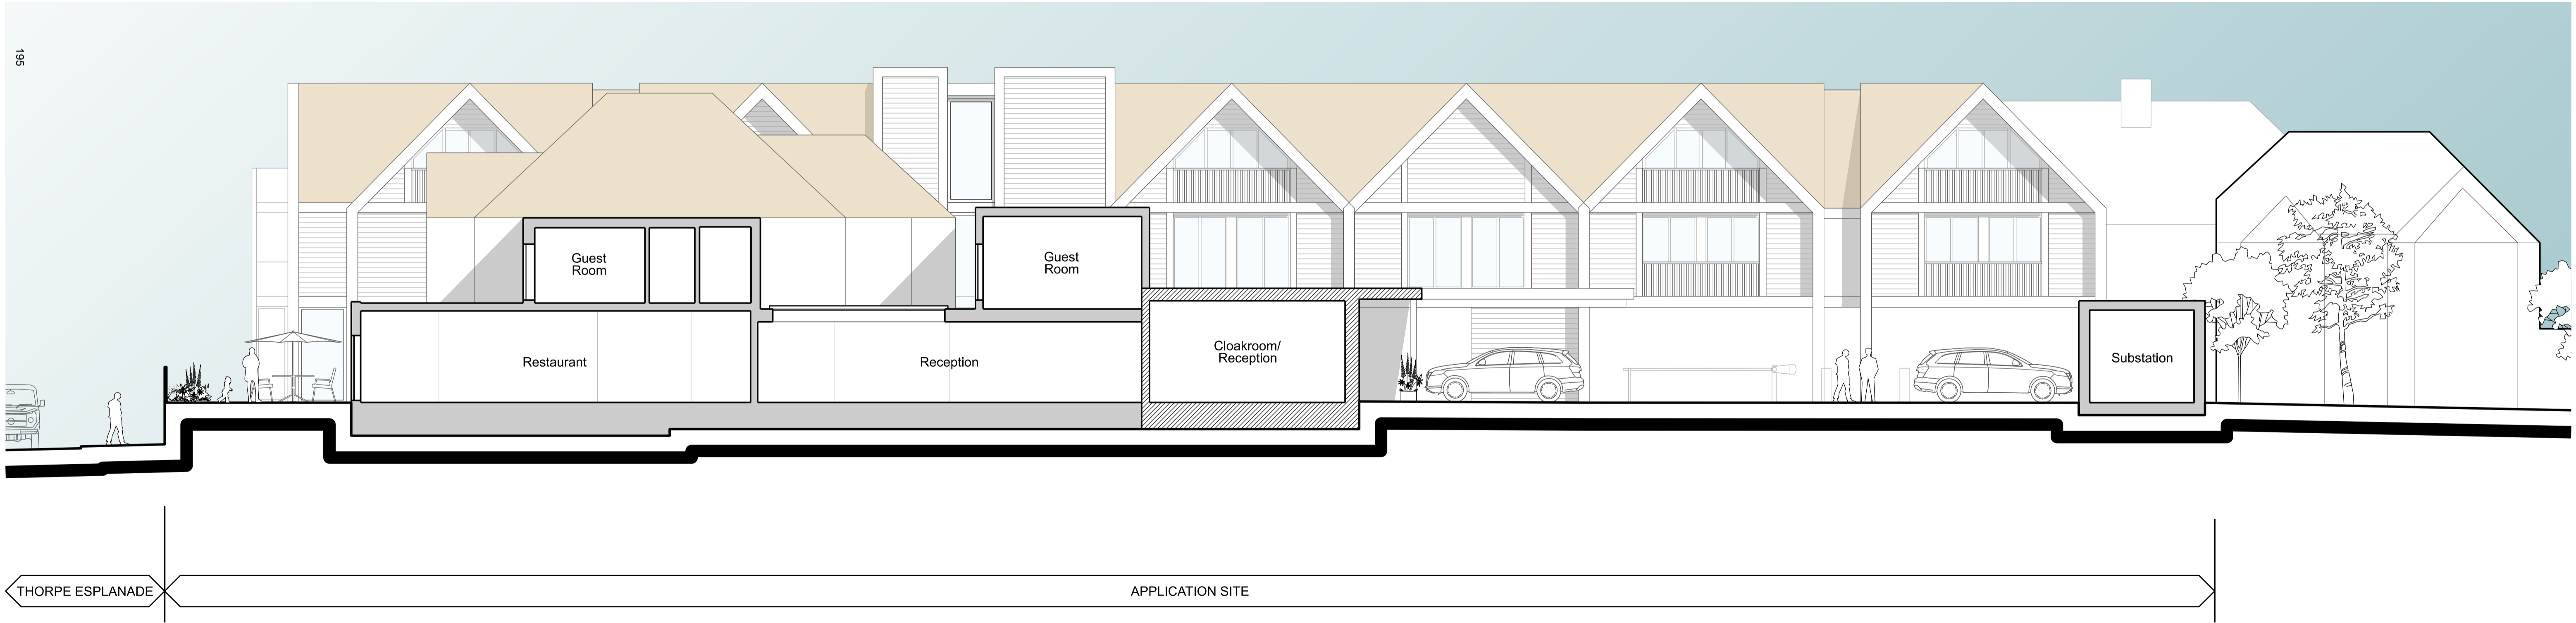 195
Guest
Room
Guest
Room
Restaurant
Reception
Cloakroom/
Reception
Substation
THORPE ESPLANADE
APPLICATION SITE